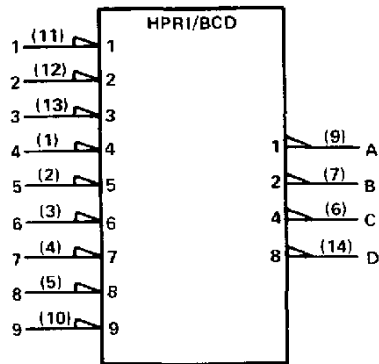 HPRI/BCD
1 (11) 1
2 (12) 2
3 (13) 3
4 (1) 4
5 (2) 5
6 (3) 6
7 (4) 7
8 (5) 8
9 (10) 9
1 (9) A
2 (7) B
4 (6) C
8 (14) D